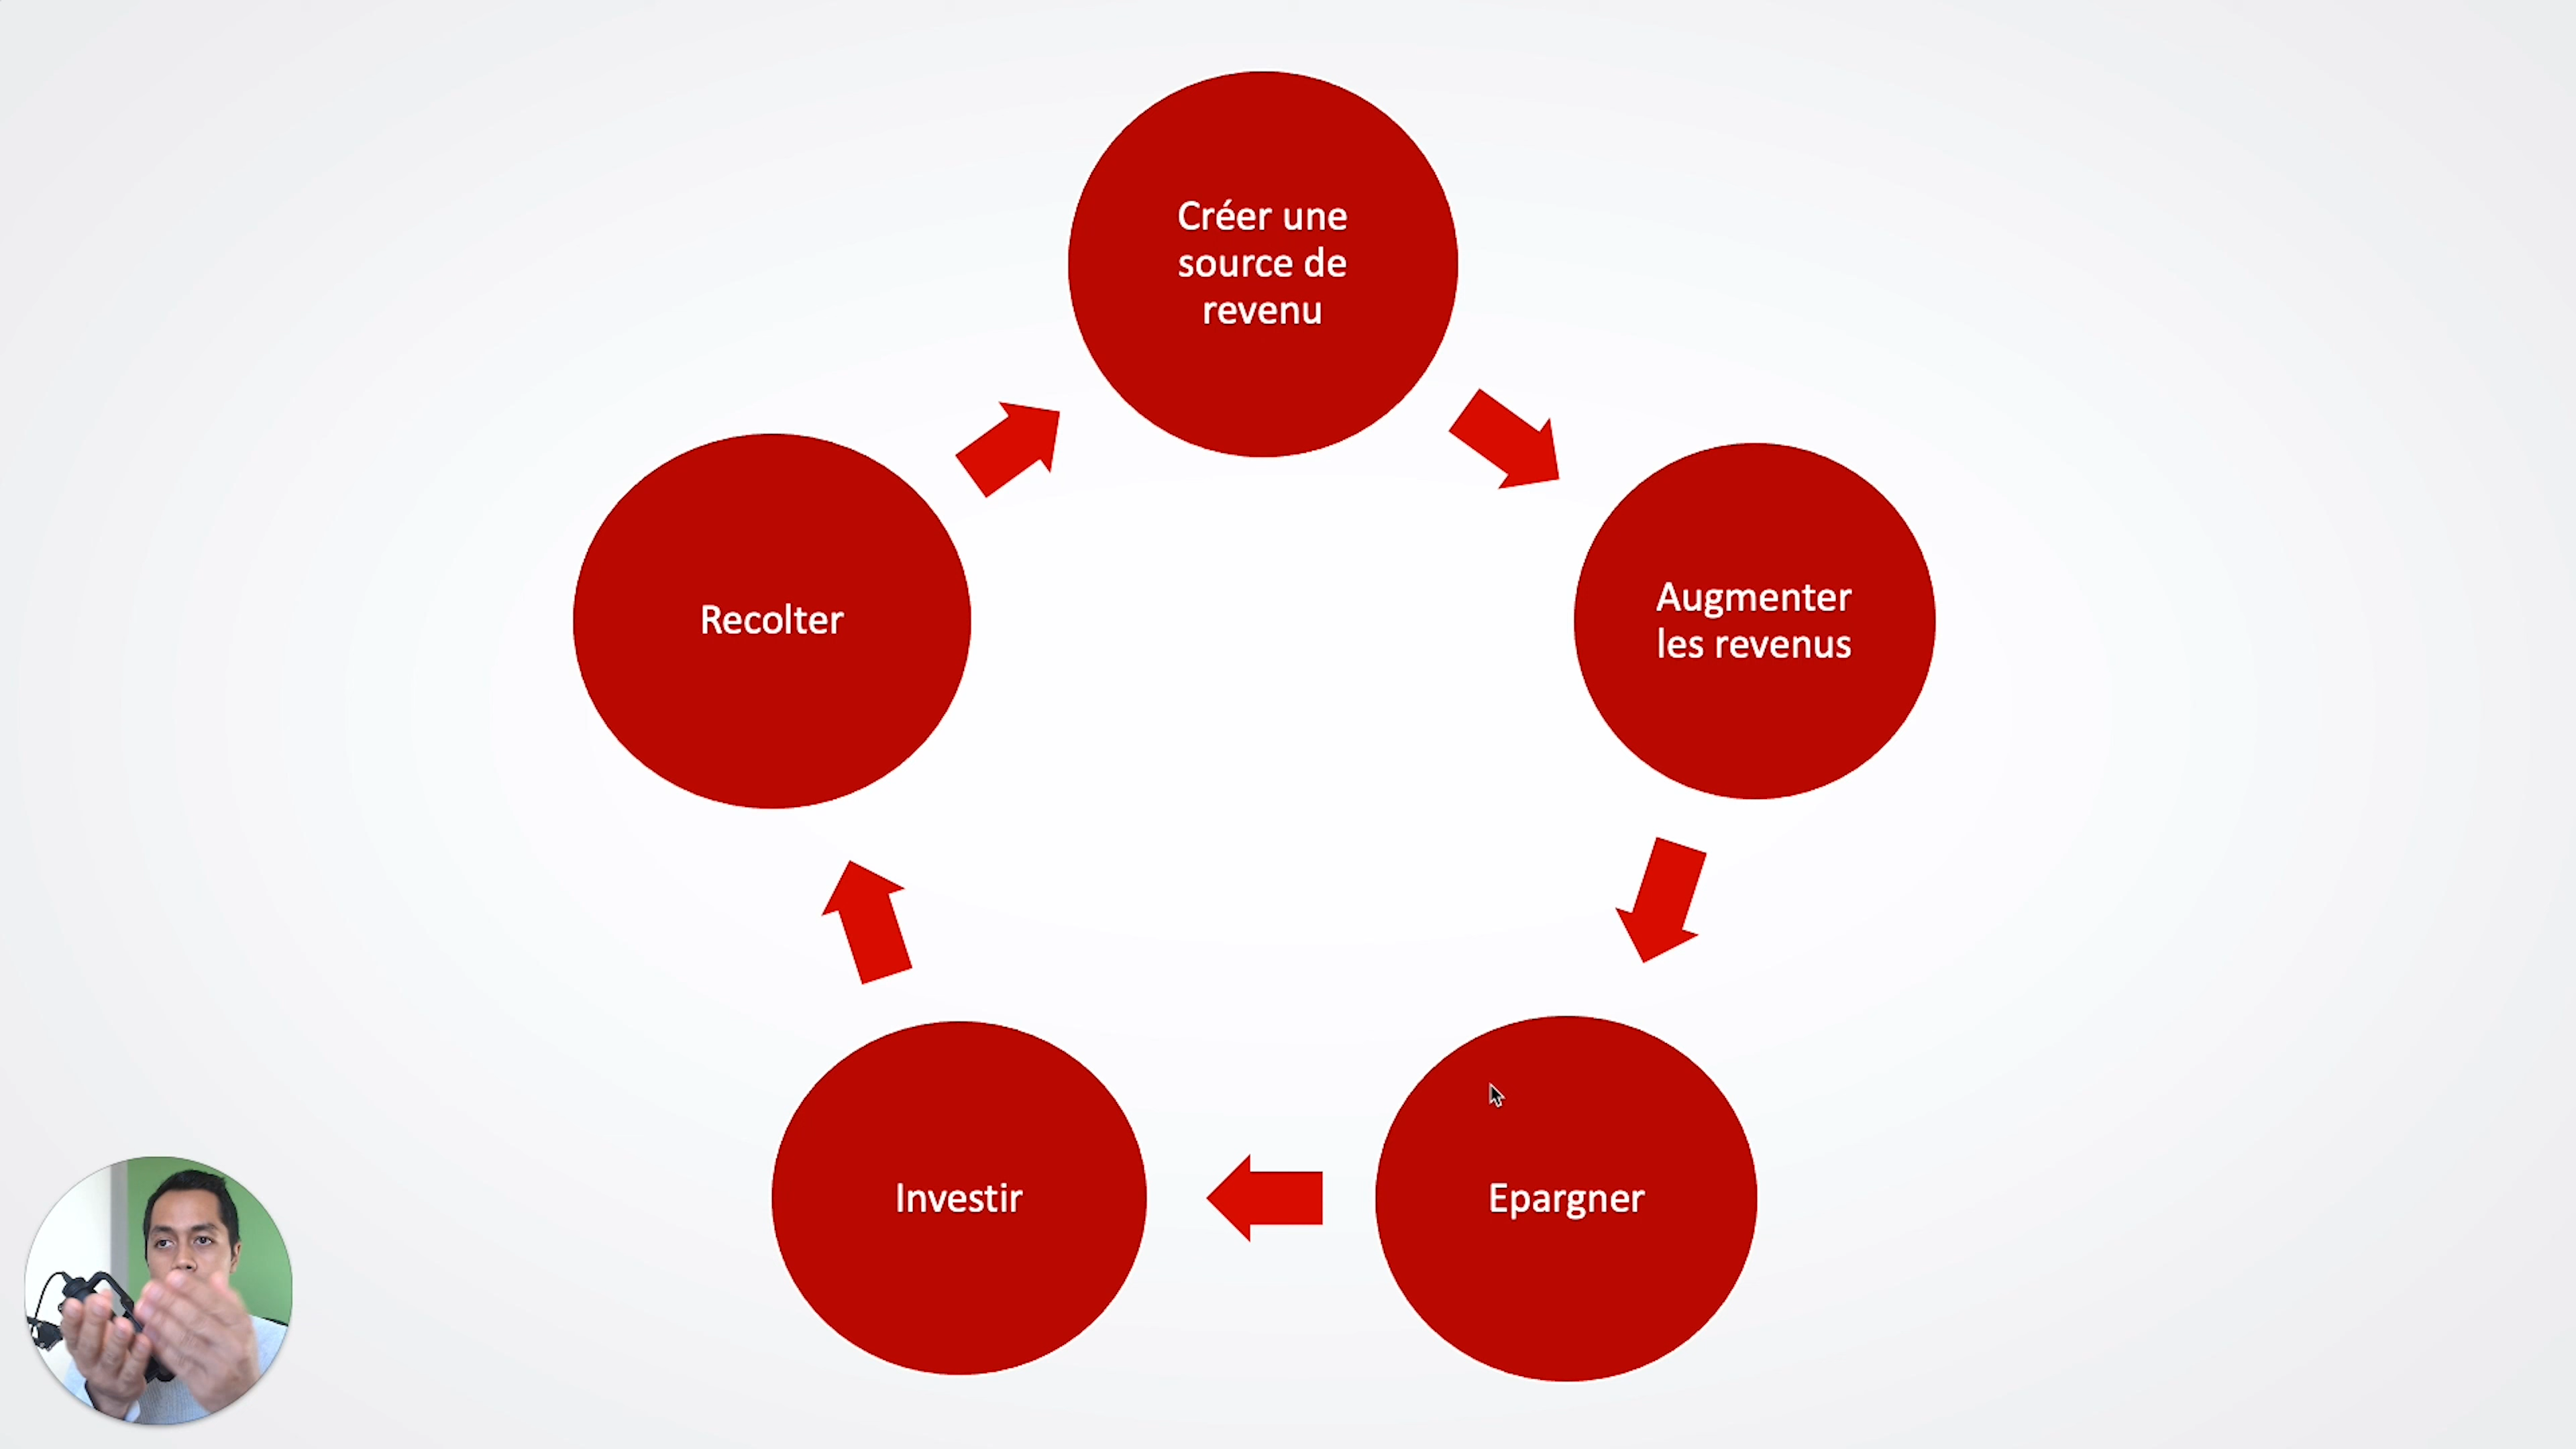 Créer une
source de
revenu
Augmenter
les revenus
Epargner
Investir
Recolter